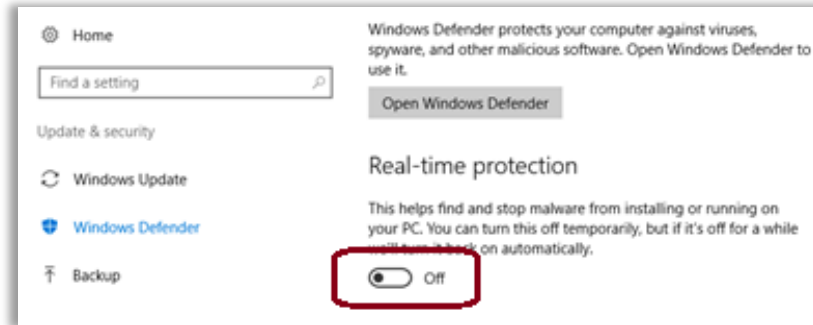 Home
Find a setting
Update & security
Windows Update
Windows Defender
Backup
Windows Defender protects your computer against viruses,
spyware, and other malicious software. Open Windows Defender to
use it.
Open Windows Defender
Real-time protection
This helps find and stop malware from installing or running on
your PC. You can turn this off temporarily, but if it's off for a while
we'll turn it back on automatically.
Off